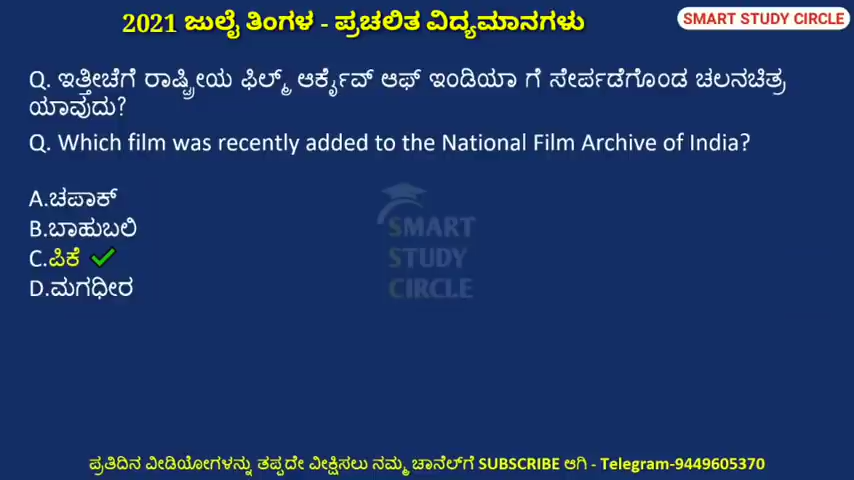 2021 ಜುಲೈ ತಿಂಗಳ - ಪ್ರಚಲಿತ ವಿದ್ಯಮಾನಗಳು
SMART STUDY CIRCLE
Q. ಇತ್ತೀಚೆಗೆ ರಾಷ್ಟ್ರೀಯ ಫಿಲ್ಮ್ ಆರ್ಕೈವ್ ಆಫ್ ಇಂಡಿಯಾ ಗೆ ಸೇರ್ಪಡೆಗೊಂಡ ಚಲನಚಿತ್ರ
ಯಾವುದು?
Q. Which film was recently added to the National Film Archive of India?
A.ಚಪಾಕ್
B.ಬಾಹುಬಲಿ
C.ಪಿಕೆ
D.ಮಗಧೀರ
SMART
STUDY
CIRCLE
ಪ್ರತಿದಿನ ವೀಡಿಯೋಗಳನ್ನು ತಪ್ಪದೇ ವೀಕ್ಷಿಸಲು ನಮ್ಮ ಚಾನೆಲ್‌ಗೆ SUBSCRIBE ಆಗಿ - Telegram-9449605370